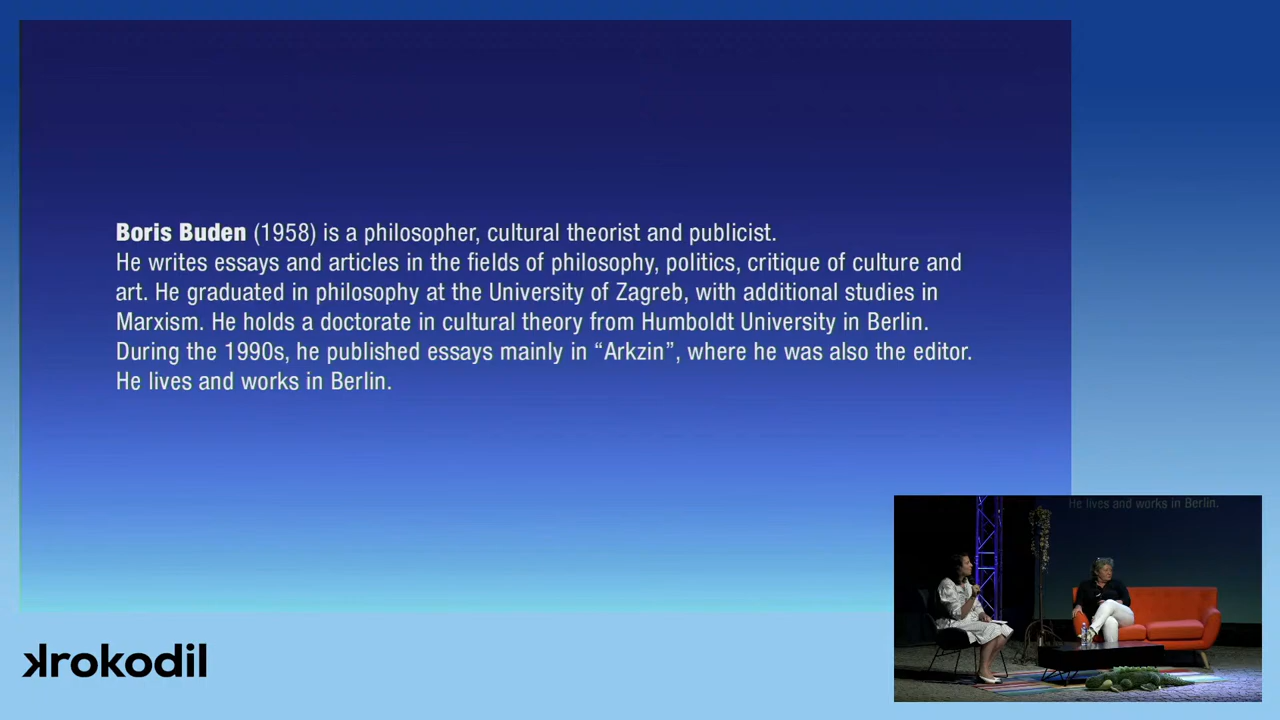 Boris Buden (1958) is a philosopher, cultural theorist and publicist.
He writes essays and articles in the fields of philosophy, politics, critique of culture and
art. He graduated in philosophy at the University of Zagreb, with additional studies in
Marxism. He holds a doctorate in cultural theory from Humboldt University in Berlin.
During the 1990s, he published essays mainly in “Arkzin”, where he was also the editor.
He lives and works in Berlin.
He lives and works in Berlin.
krokodil